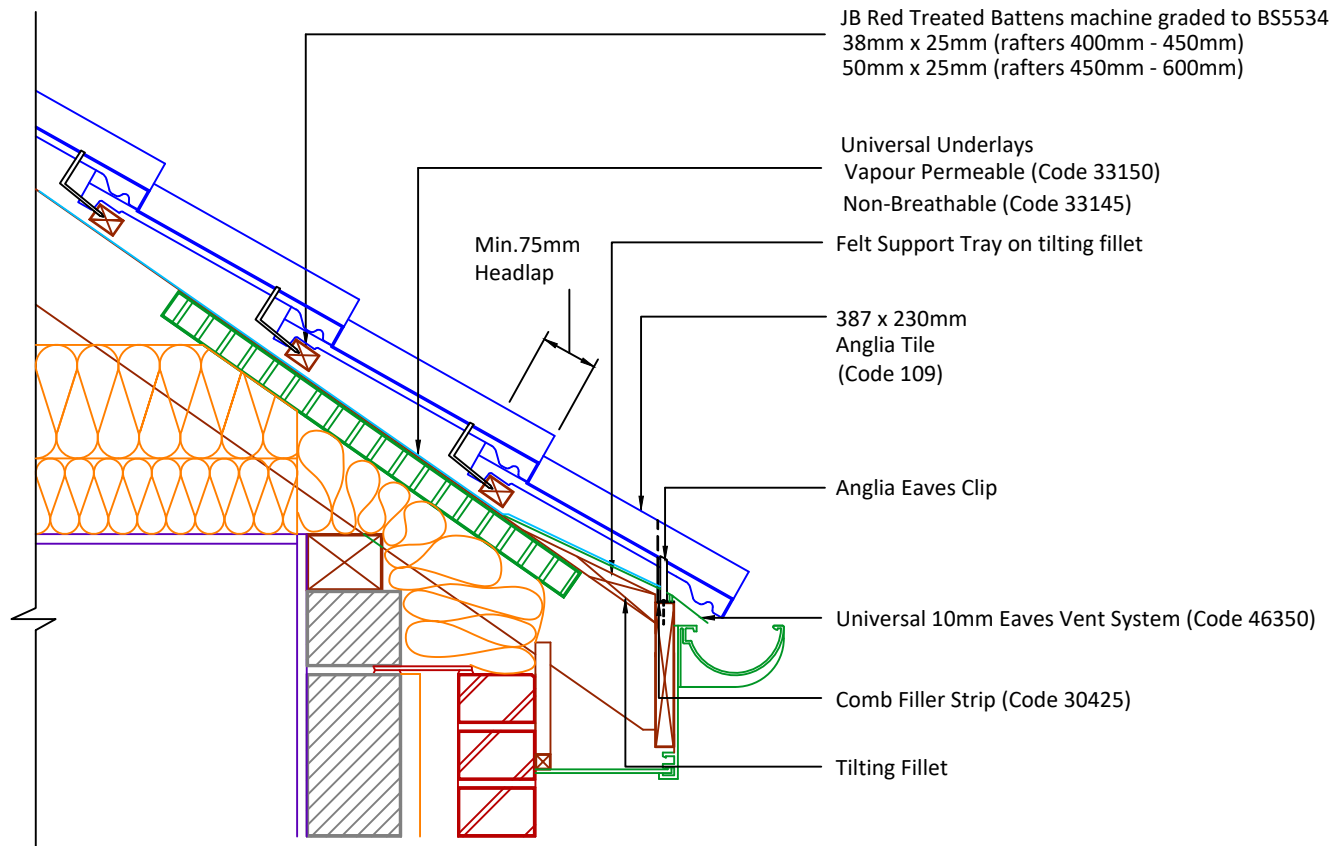 JB Red Treated Battens machine graded to BS5534
38mm x 25mm (rafters 400mm - 450mm)
50mm x 25mm (rafters 450mm - 600mm)
Universal Underlays
Vapour Permeable (Code 33150)
Non-Breathable (Code 33145)
Felt Support Tray on tilting fillet
Min.75mm
Headlap
387 x 230mm
Anglia Tile
(Code 109)
Anglia Eaves Clip
Universal 10mm Eaves Vent System (Code 46350)
Comb Filler Strip (Code 30425)
Tilting Fillet